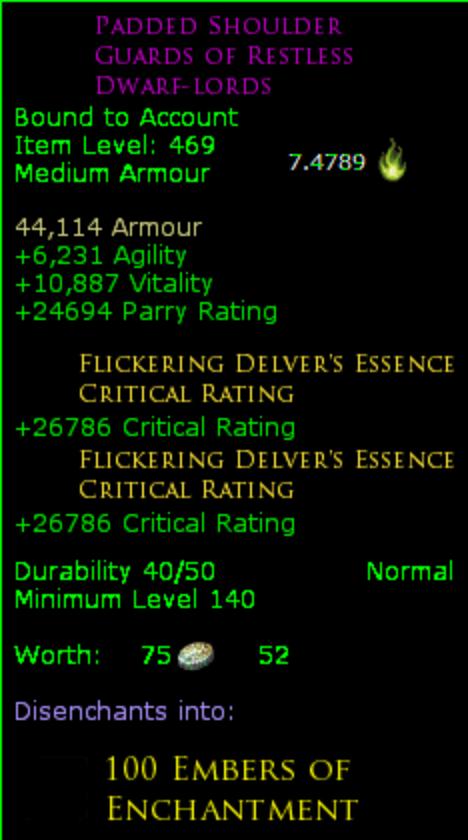 Padded Shoulder
Guards of Restless
Dwarf-lords
Bound to Account
Item Level: 469
7.4789
Medium Armour
44,114 Armour
+6,231 Agility
+10,887 Vitality
+24694 Parry Rating
Flickering Delver's Essence
Critical Rating
+26786 Critical Rating
Flickering Delver's Essence
Critical Rating
+26786 Critical Rating
Durability 40/50 Normal
Minimum Level 140
Worth: 75 52
Disenchants into:
100 Embers of
Enchantment